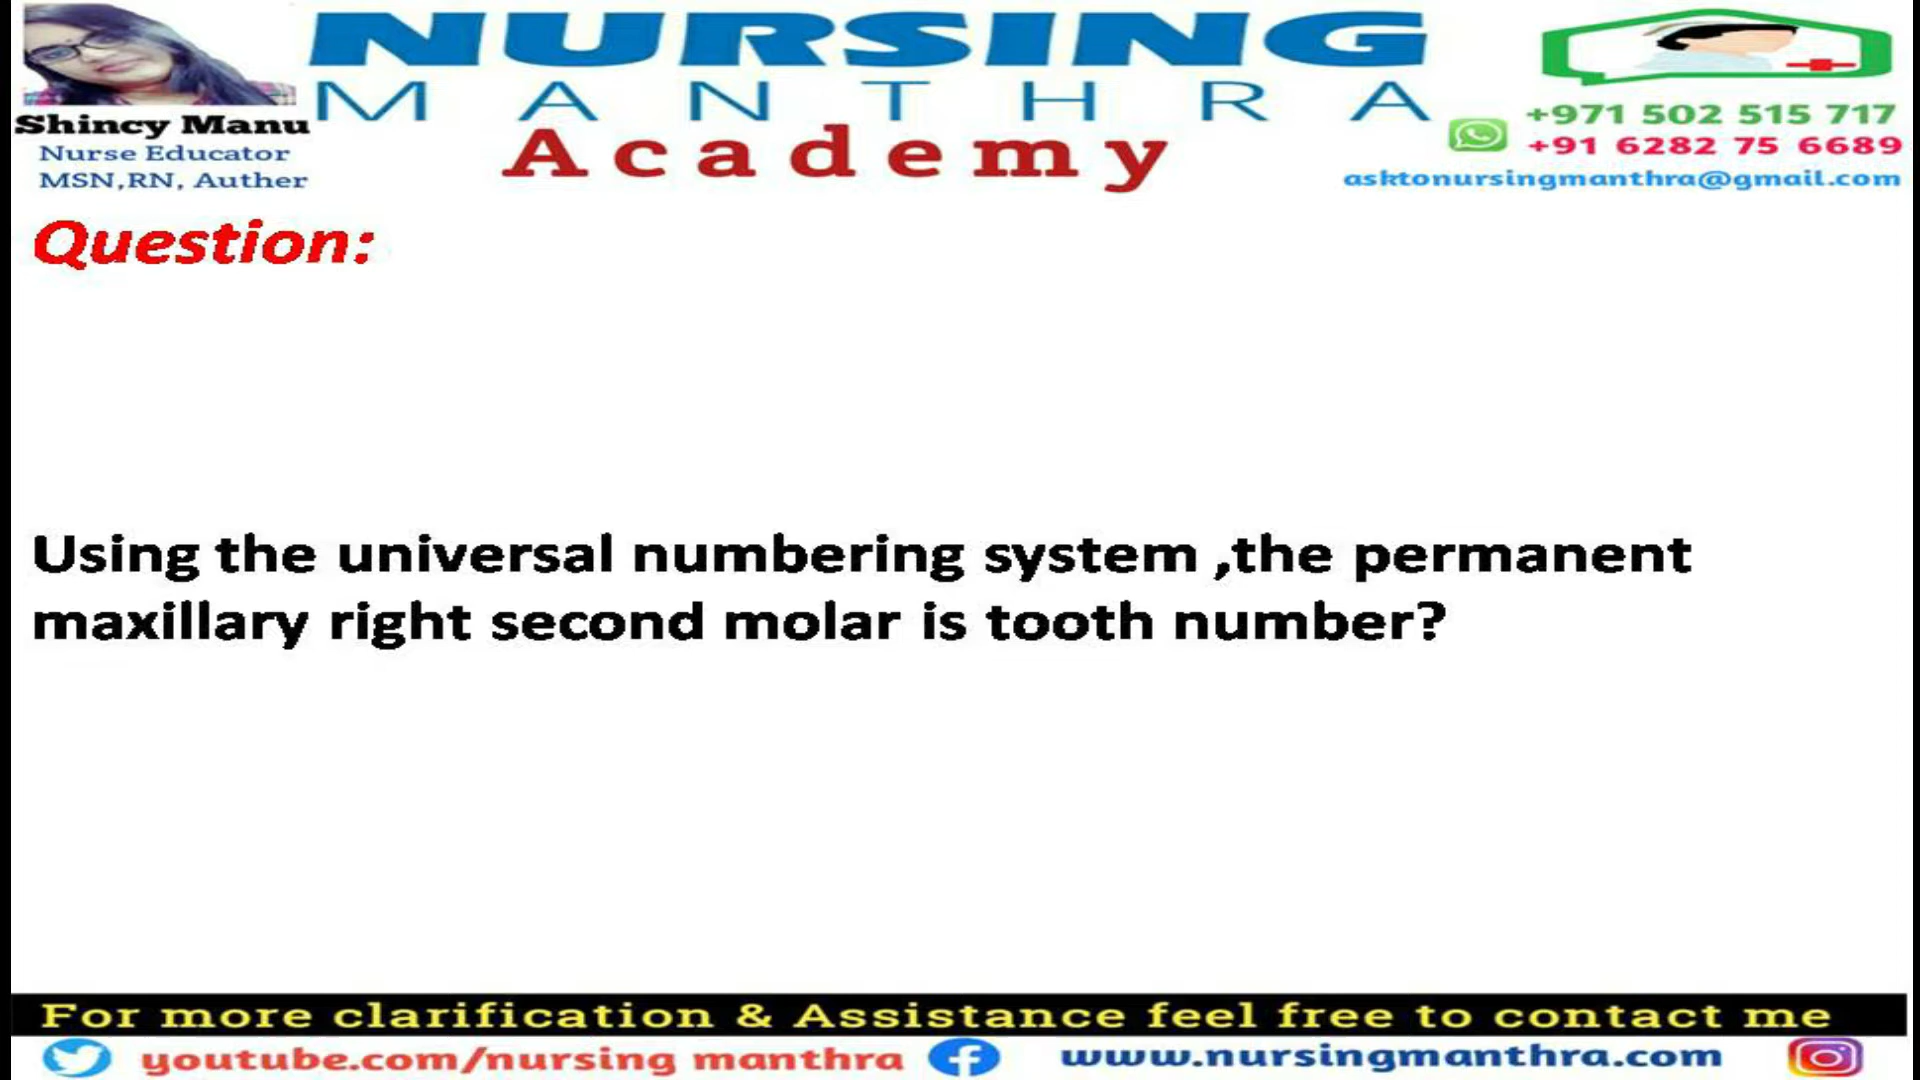 NURSING
MANTHRA
Academy
Shincy Manu
Nurse Educator
MSN,RN, Auther
+971 502 515 717
+91 6282 75 6689
asktonursingmanthra@gmail.com
Question:
Using the universal numbering system ,the permanent
maxillary right second molar is tooth number?
For more clarification & Assistance feel free to contact me
youtube.com/nursing manthra
www.nursingmanthra.com